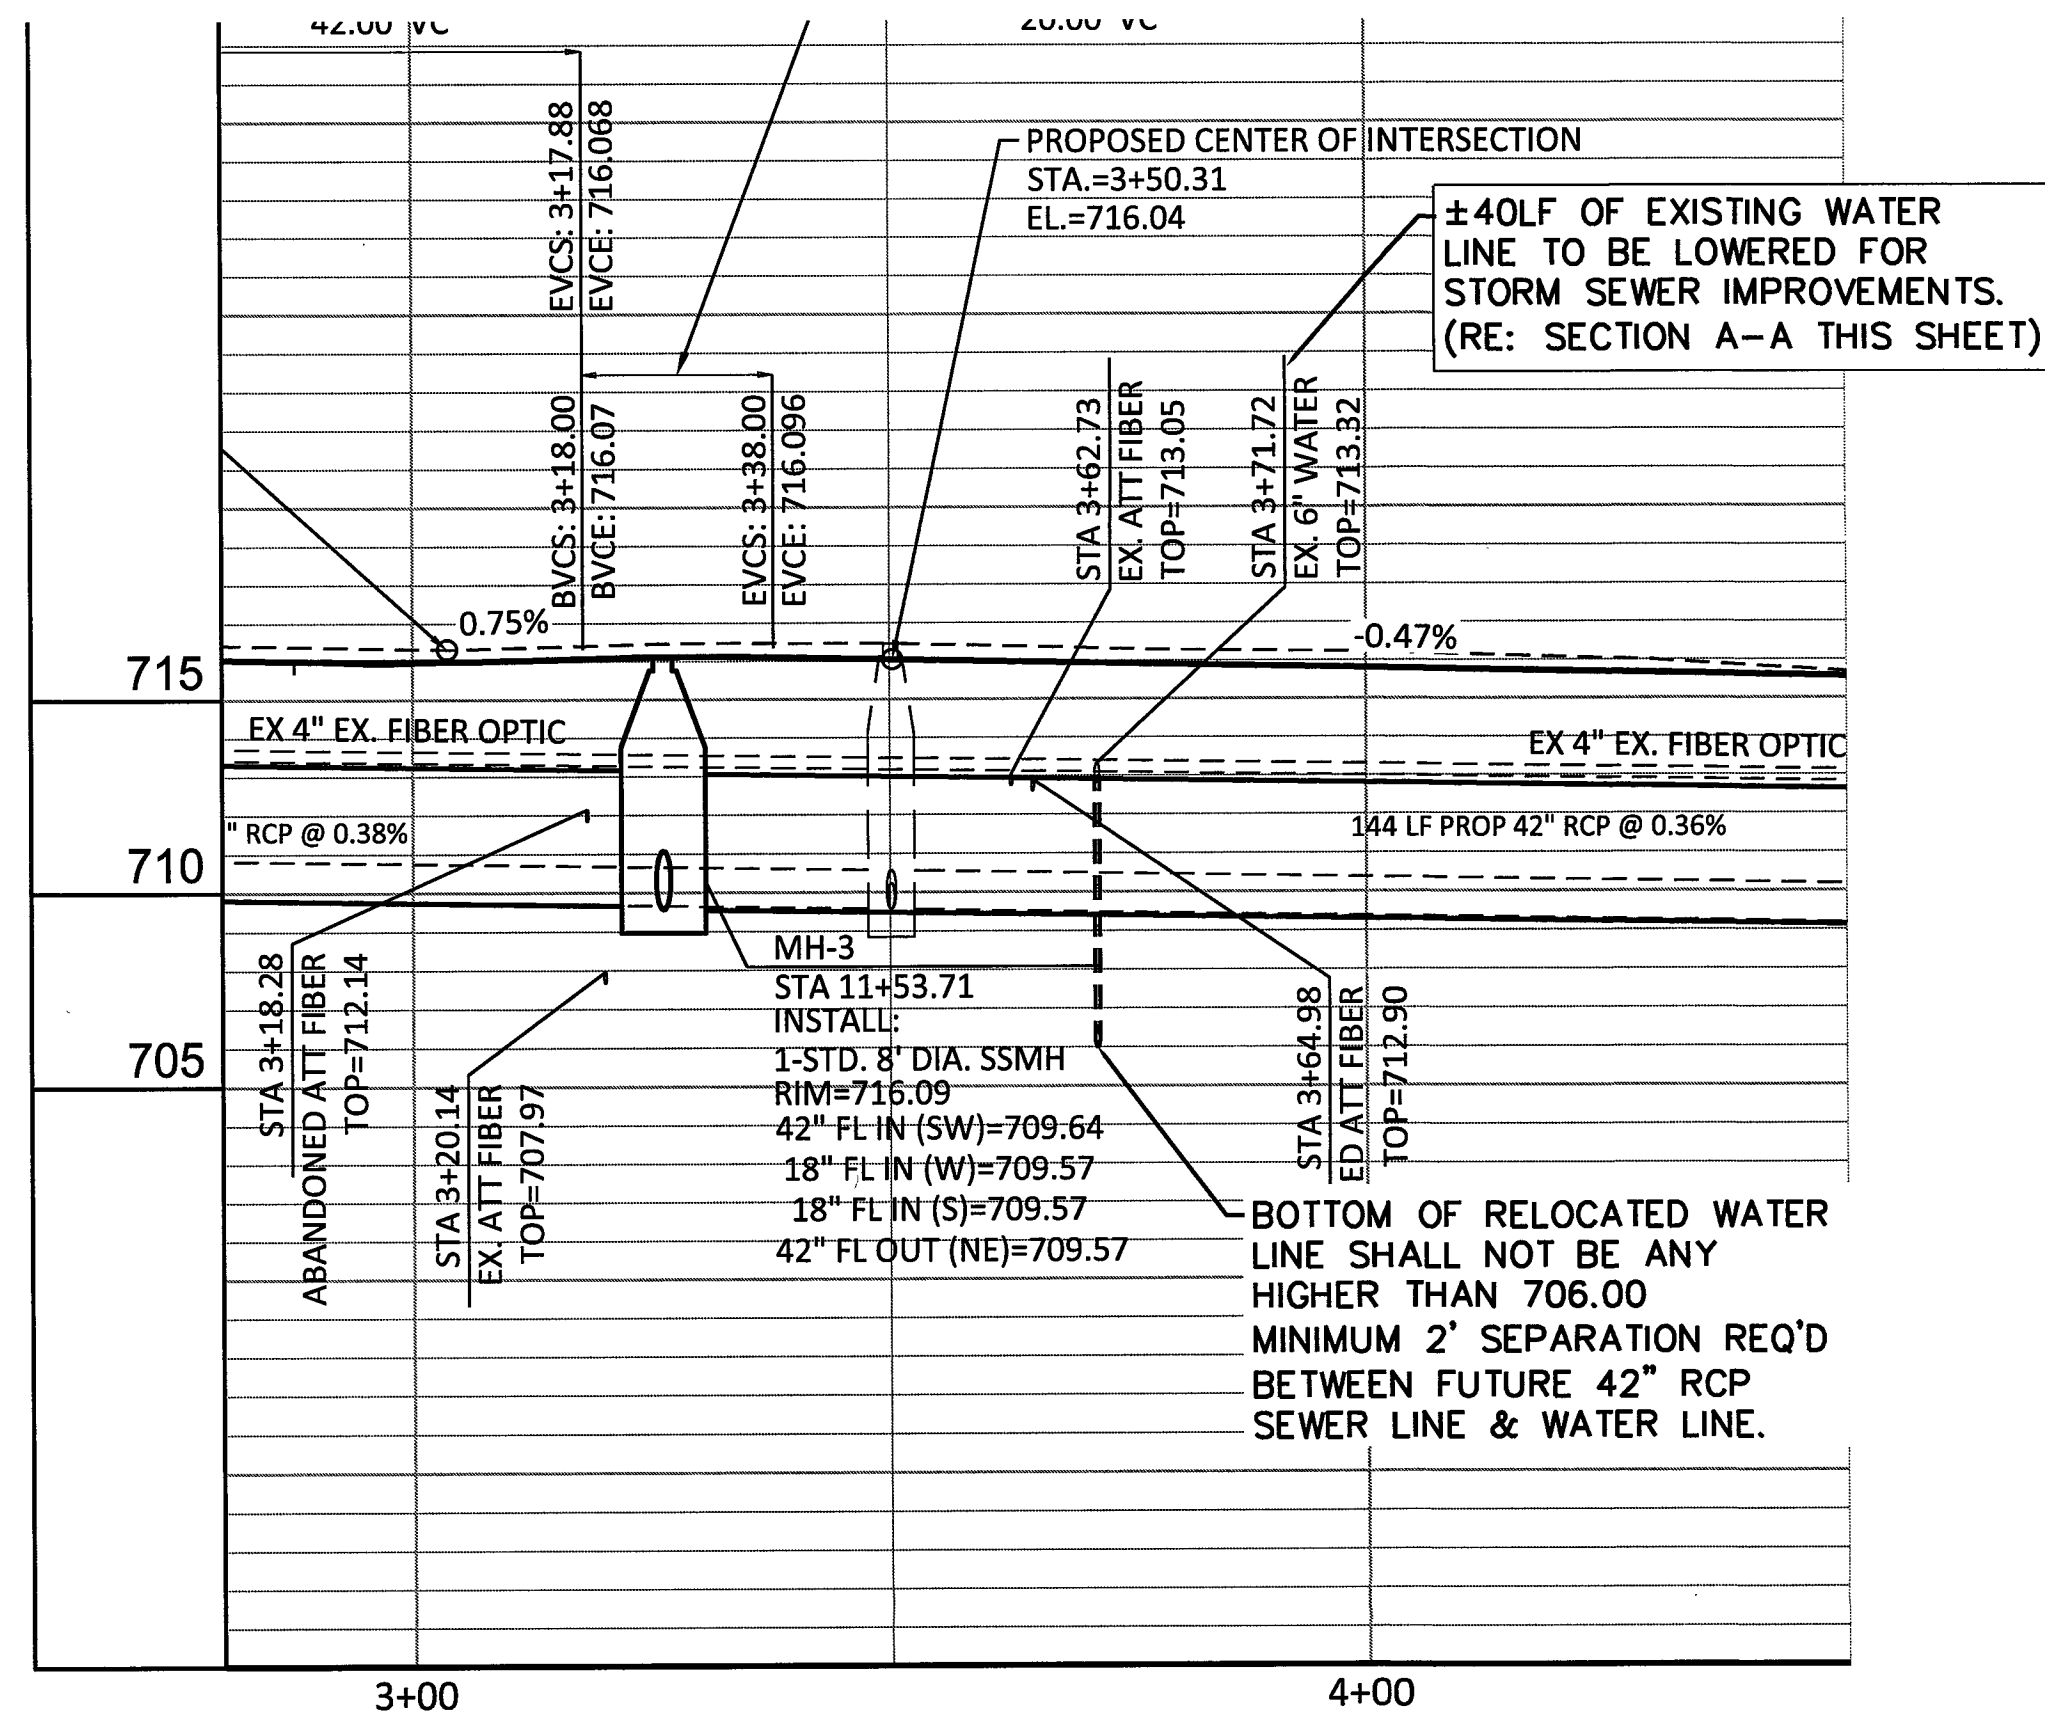 42.00 VC
20.00 VC
EVCS: 3+17.88
EVCE: 716.068
PROPOSED CENTER OF INTERSECTION
STA.=3+50.31
EL.=716.04
±40LF OF EXISTING WATER
LINE TO BE LOWERED FOR
STORM SEWER IMPROVEMENTS.
(RE: SECTION A-A THIS SHEET)
BVCS: 3+18.00
BVCE: 716.07
EVCS: 3+38.00
EVCE: 716.096
STA 3+62.73
EX. ATT FIBER
TOP=713.05
STA 3+71.72
EX. 6" WATER
TOP=713.32
0.75%
-0.47%
715
EX 4" EX. FIBER OPTIC
EX 4" EX. FIBER OPTIC
" RCP @ 0.38%
144 LF PROP 42" RCP @ 0.36%
710
STA 3+18.28
ABANDONED ATT FIBER
TOP=712.14
STA 3+20.14
EX. ATT FIBER
TOP=707.97
MH-3
STA 11+53.71
INSTALL:
1-STD. 8' DIA. SSMH
RIM=716.09
42" FL IN (SW)=709.64
18" FL IN (W)=709.57
18" FL IN (S)=709.57
42" FL OUT (NE)=709.57
STA 3+64.98
ED ATT FIBER
TOP=712.90
705
BOTTOM OF RELOCATED WATER
LINE SHALL NOT BE ANY
HIGHER THAN 706.00
MINIMUM 2' SEPARATION REQ'D
BETWEEN FUTURE 42" RCP
SEWER LINE & WATER LINE.
3+00
4+00